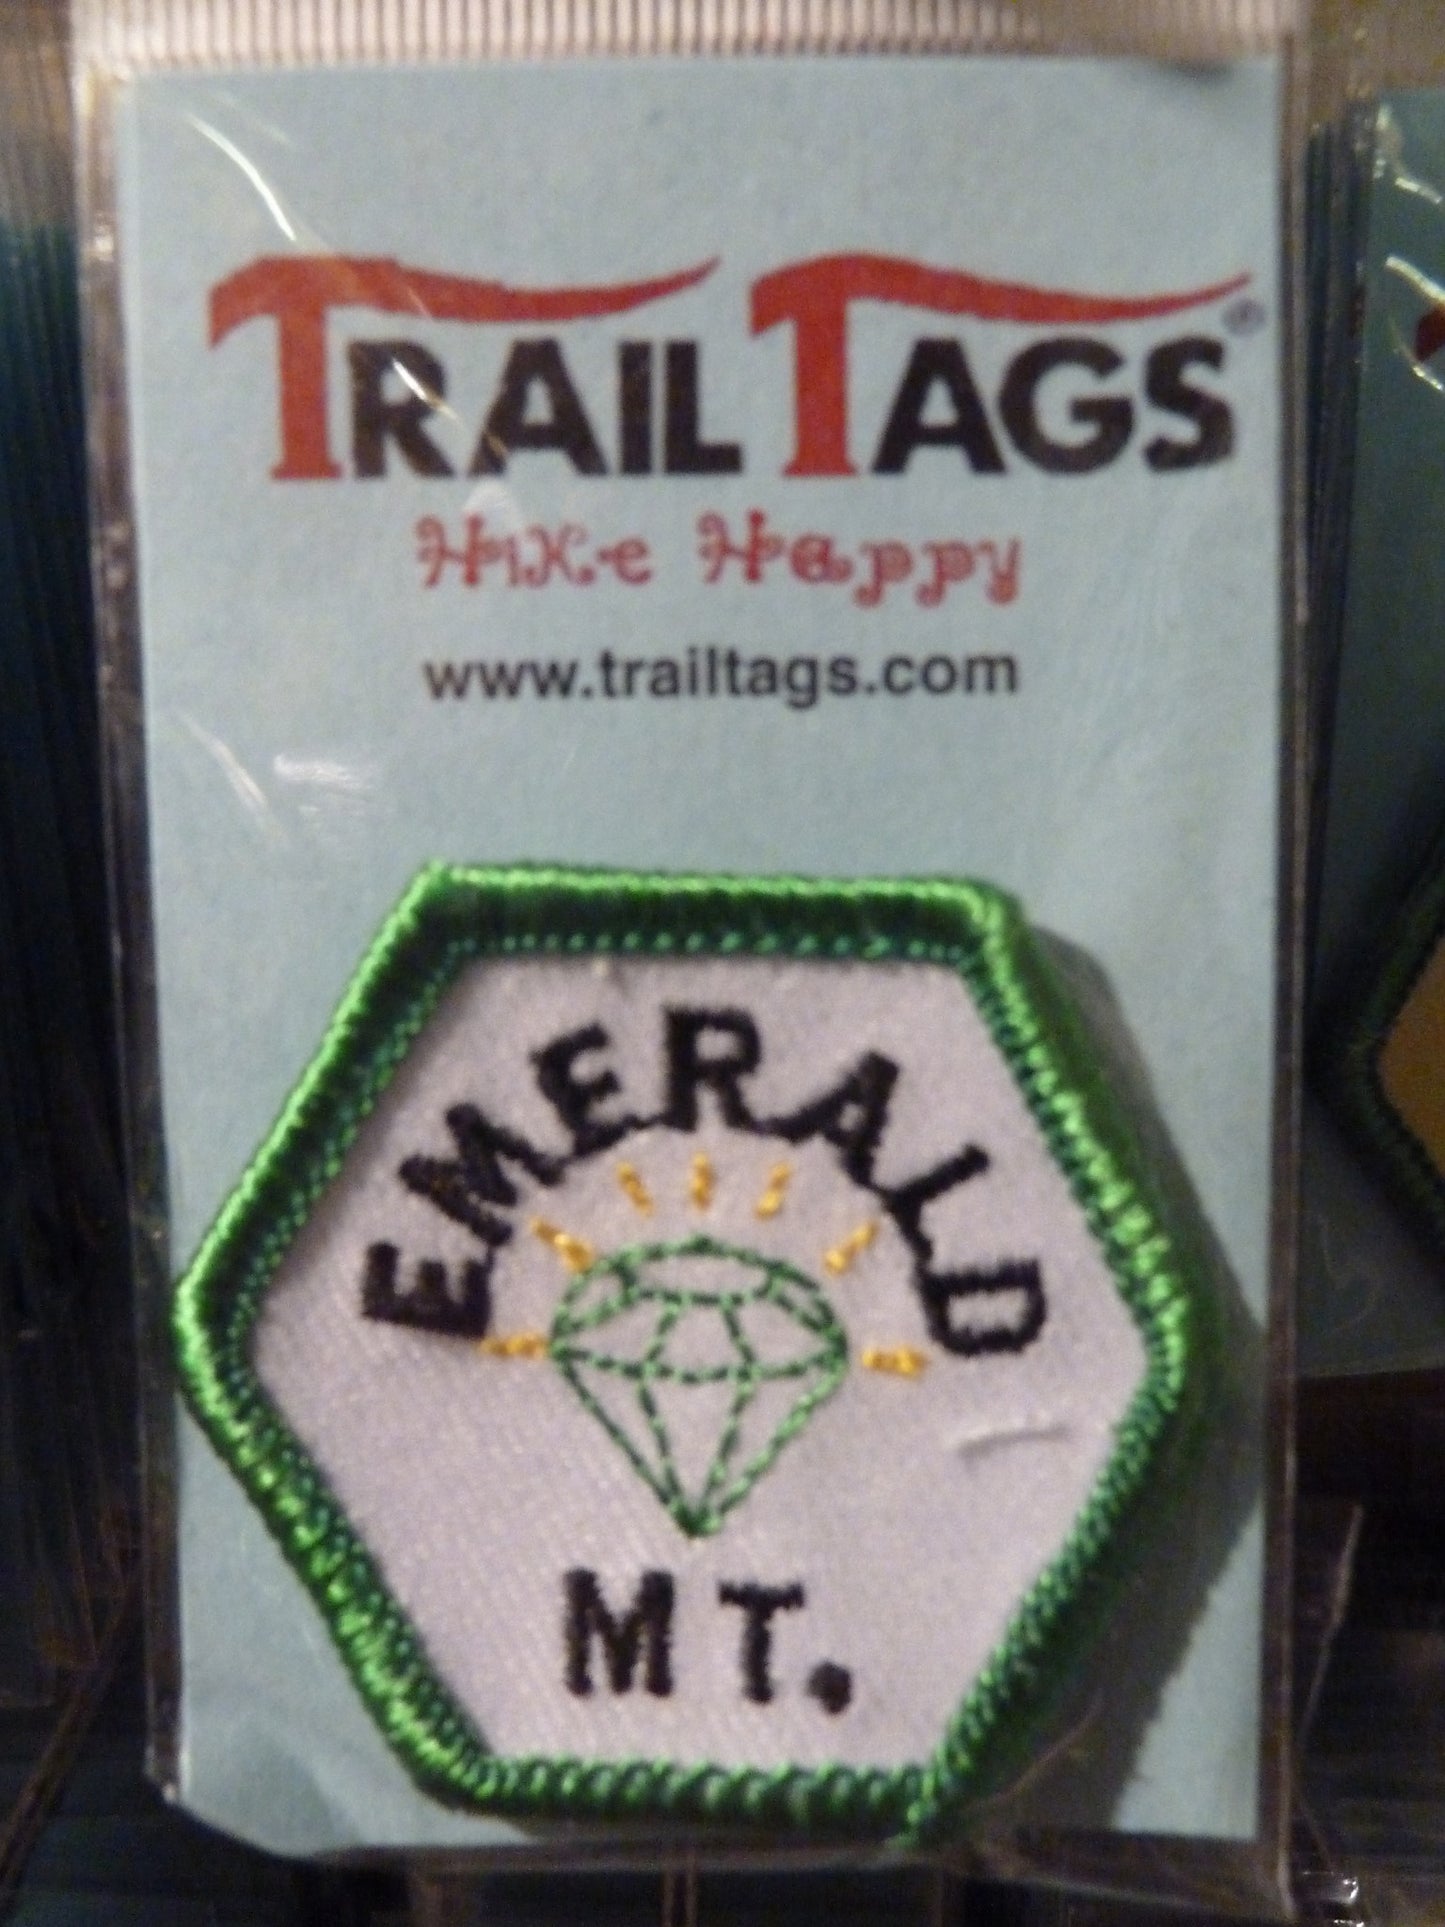 TRAIL TAGS®
Hike Happy
www.trailtags.com
EMERALD
MT.